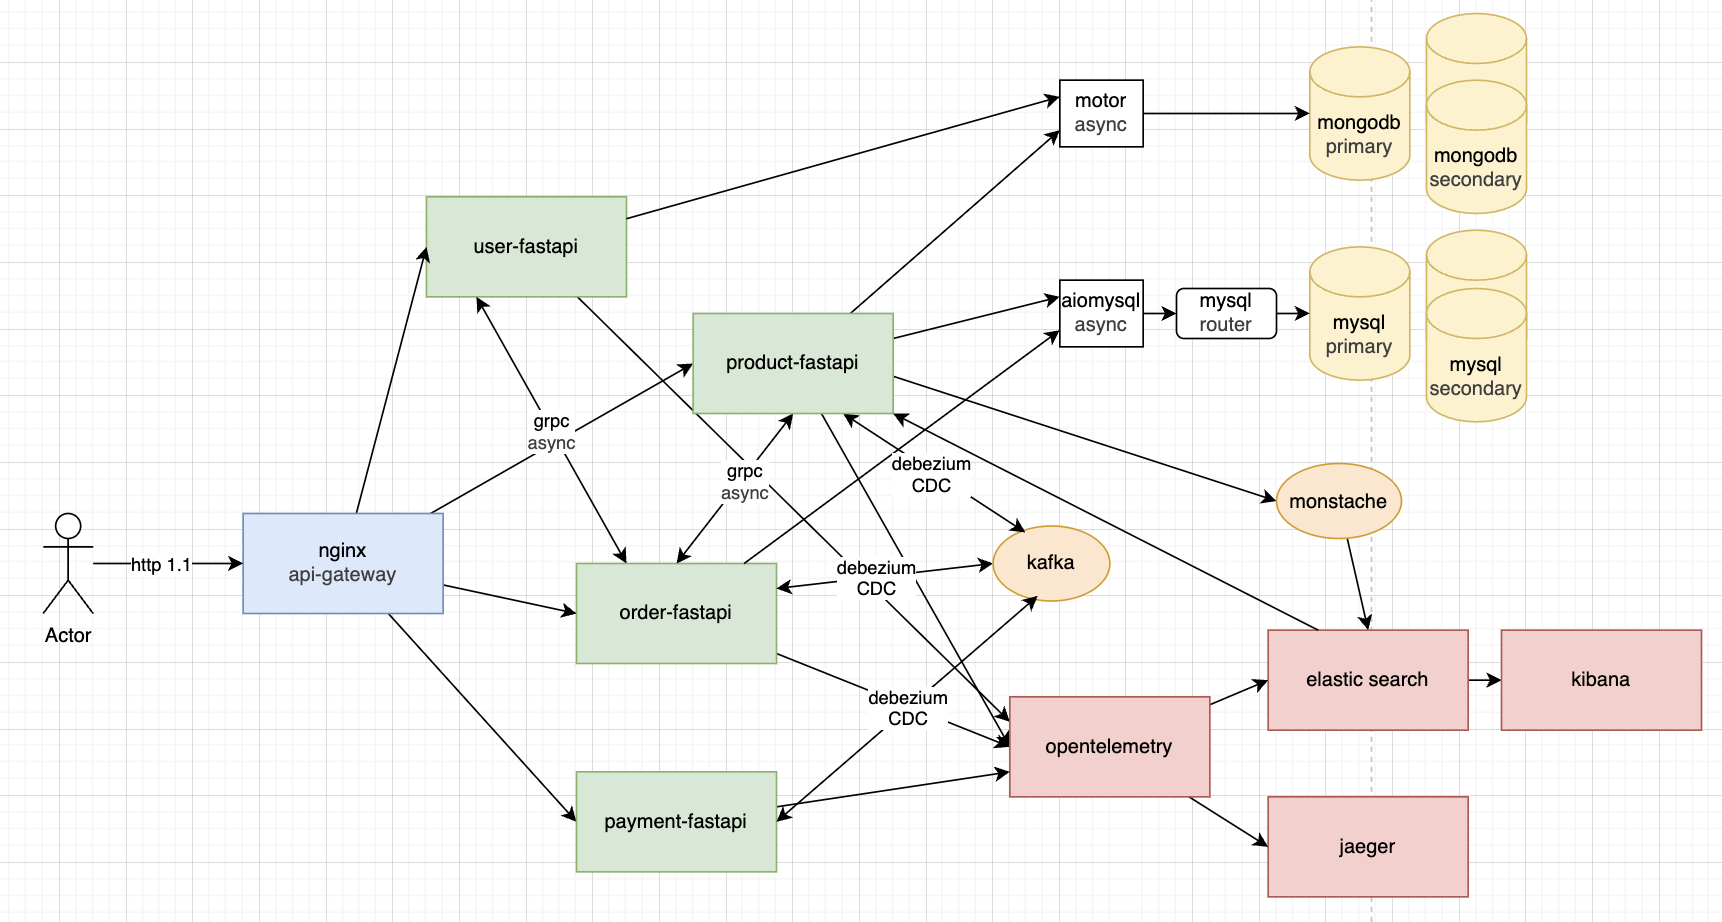 motor
async
mongodb
primary
mongodb
secondary
user-fastapi
product-fastapi
aiomysql
async
mysql
router
mysql
primary
mysql
secondary
grpc
async
grpc
async
debezium
CDC
monstache
http 1.1
nginx
api-gateway
Actor
order-fastapi
debezium
CDC
kafka
debezium
CDC
opentelemetry
elastic search
kibana
payment-fastapi
jaeger